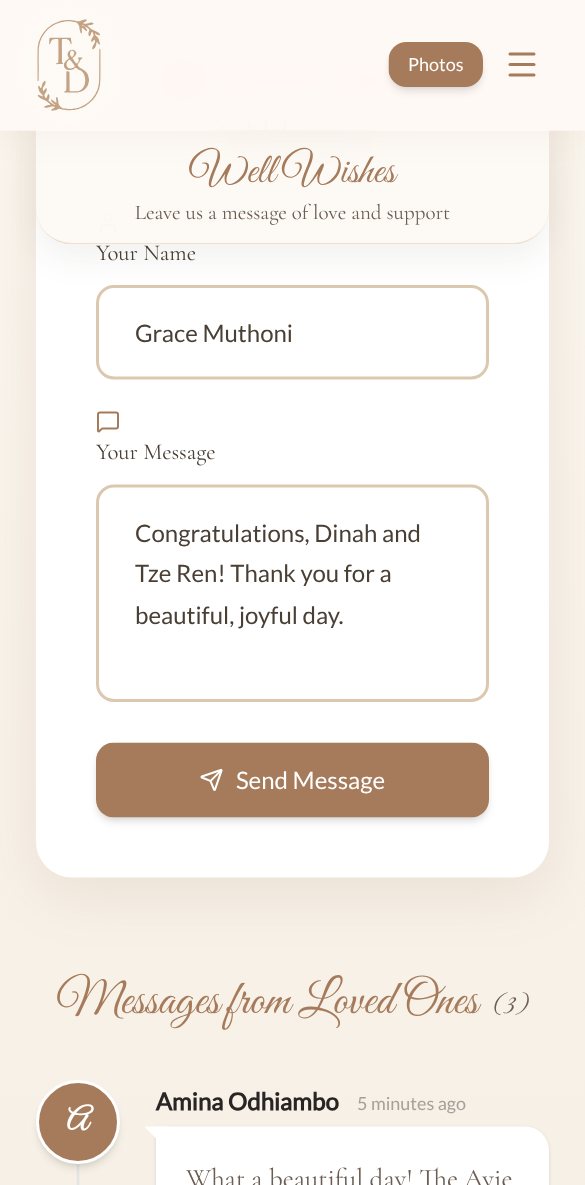 T&D
Photos
Well Wishes
Leave us a message of love and support
Your Name
Grace Muthoni
Your Message
Congratulations, Dinah and
Tze Ren! Thank you for a
beautiful, joyful day.
Send Message
Messages from Loved Ones (3)
A
Amina Odhiambo 5 minutes ago
What a beautiful day! The Avie